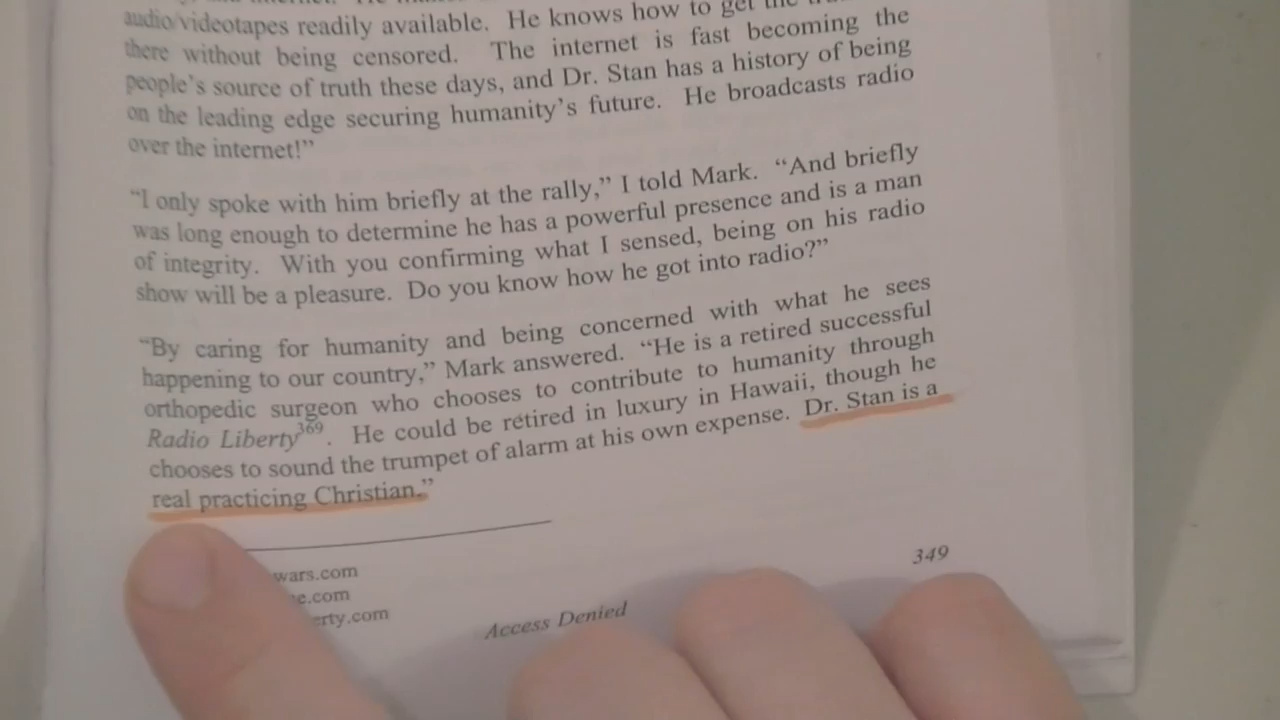 audio/videotapes readily available. He knows how to get the
there without being censored. The internet is fast becoming the
people's source of truth these days, and Dr. Stan has a history of being
on the leading edge securing humanity's future. He broadcasts radio
over the internet!"
"I only spoke with him briefly at the rally," I told Mark. "And briefly
was long enough to determine he has a powerful presence and is a man
of integrity. With you confirming what I sensed, being on his radio
show will be a pleasure. Do you know how he got into radio?"
"By caring for humanity and being concerned with what he sees
happening to our country," Mark answered. "He is a retired successful
orthopedic surgeon who chooses to contribute to humanity through
Radio Liberty369. He could be retired in luxury in Hawaii, though he
chooses to sound the trumpet of alarm at his own expense. Dr. Stan is a
real practicing Christian."
wars.com
e.com
erty.com
Access Denied
349